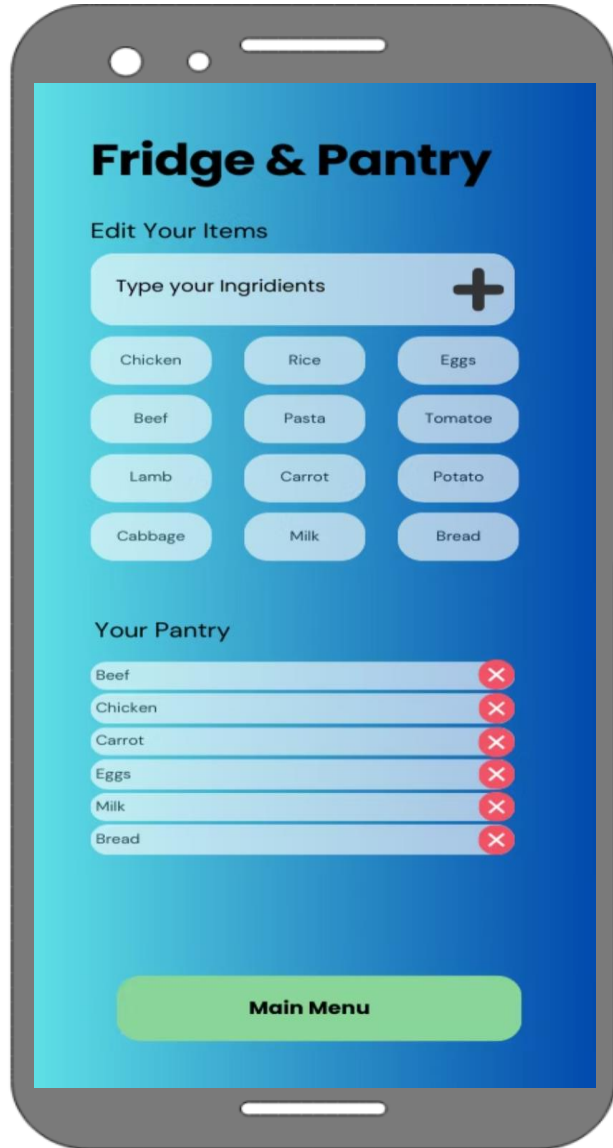 Fridge & Pantry
Edit Your Items
Type your Ingridients
Chicken Rice Eggs
Beef Pasta Tomatoe
Lamb Carrot Potato
Cabbage Milk Bread
Your Pantry
Beef
Chicken
Carrot
Eggs
Milk
Bread
Main Menu